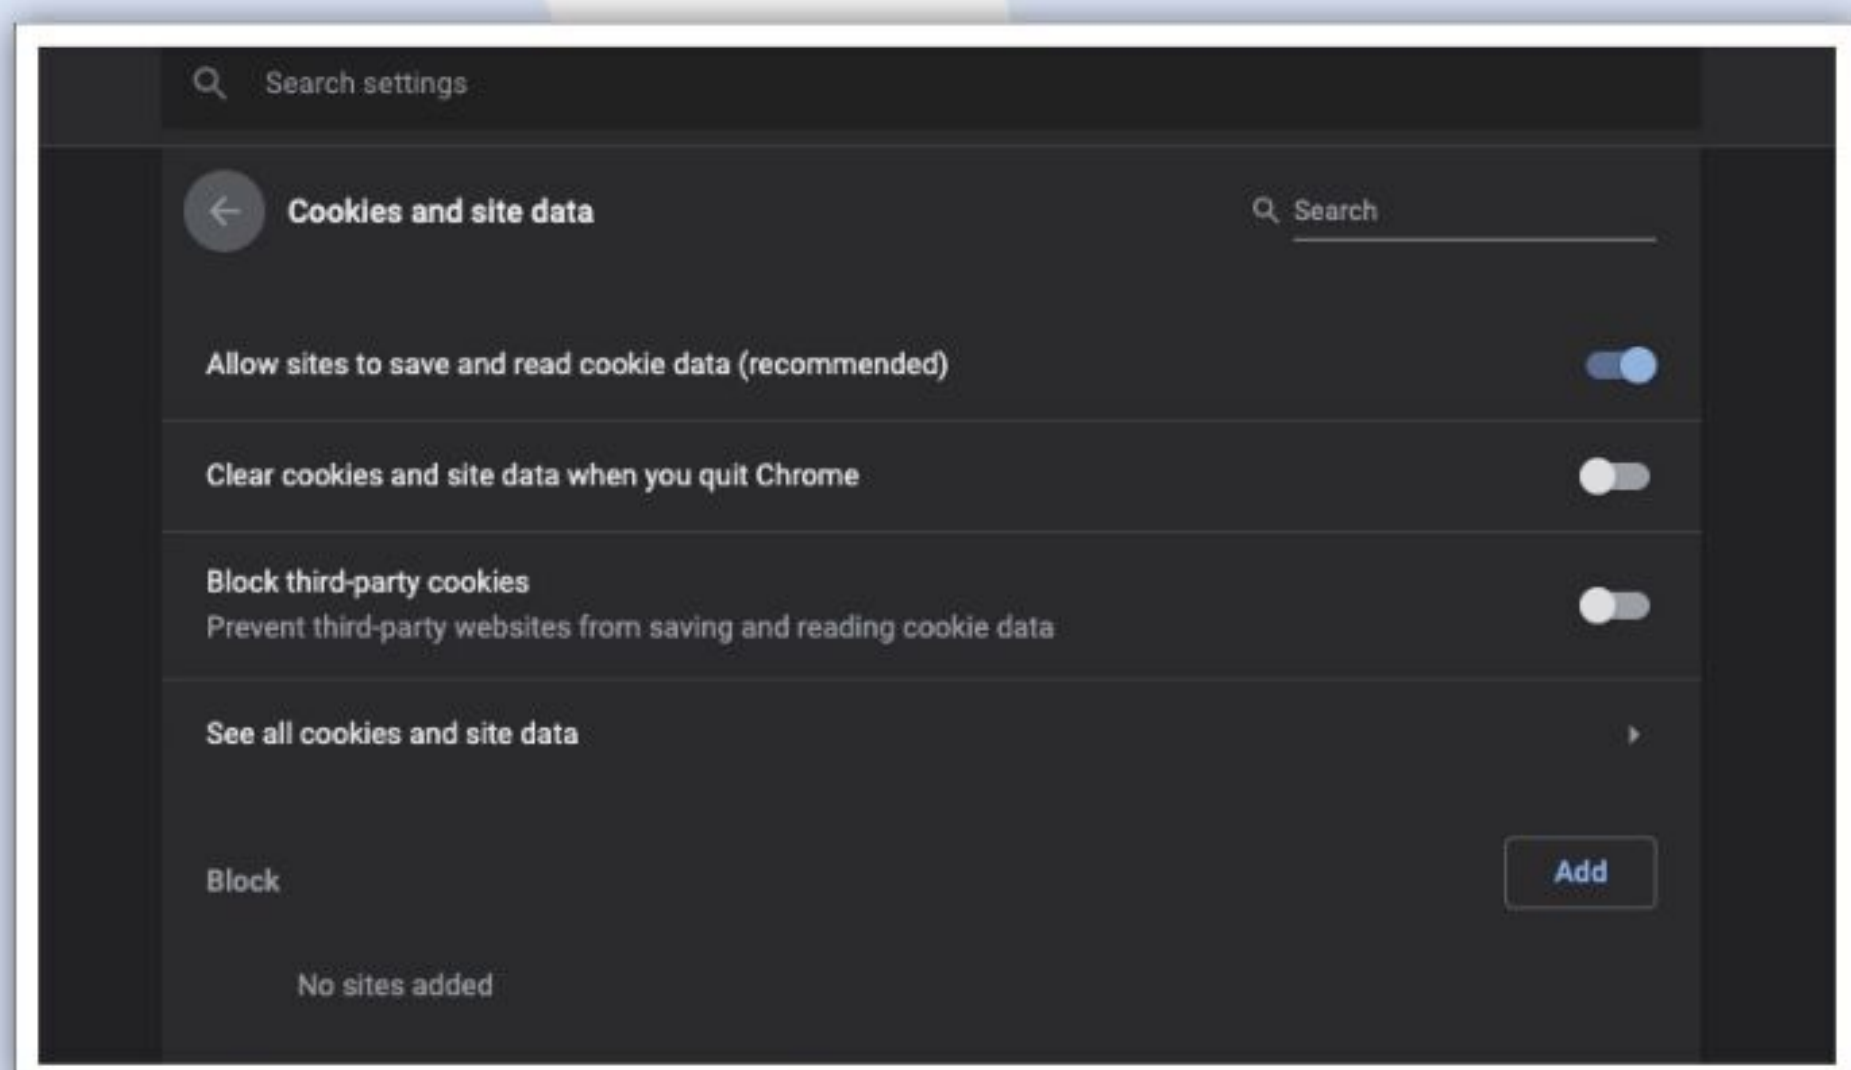 Search settings
Cookies and site data
Search
Allow sites to save and read cookie data (recommended)
Clear cookies and site data when you quit Chrome
Block third-party cookies
Prevent third-party websites from saving and reading cookie data
See all cookies and site data
Block
Add
No sites added